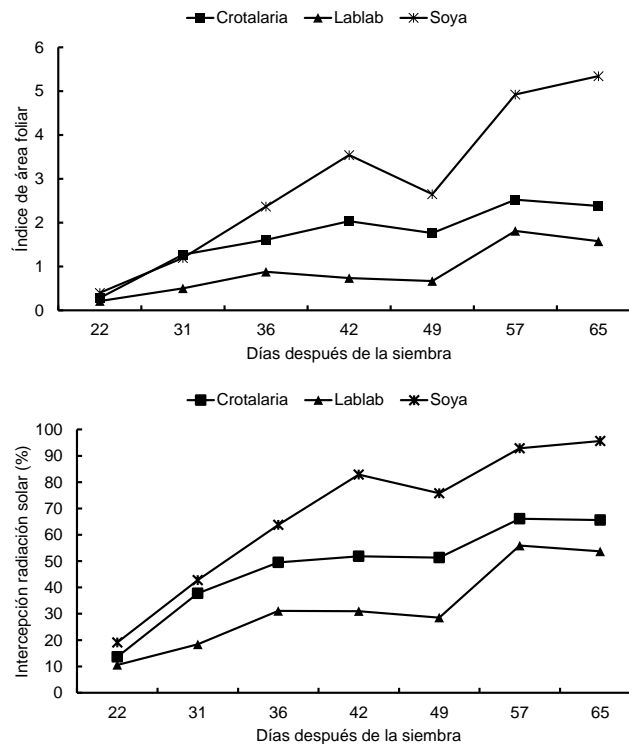 Crotalaria Lablab Soya
Índice de área foliar
6
5
4
3
2
1
0
22 31 36 42 49 57 65
Días después de la siembra
Crotalaria Lablab Soya
Intercepción radiación solar (%)
100
90
80
70
60
50
40
30
20
10
0
22 31 36 42 49 57 65
Días después de la siembra